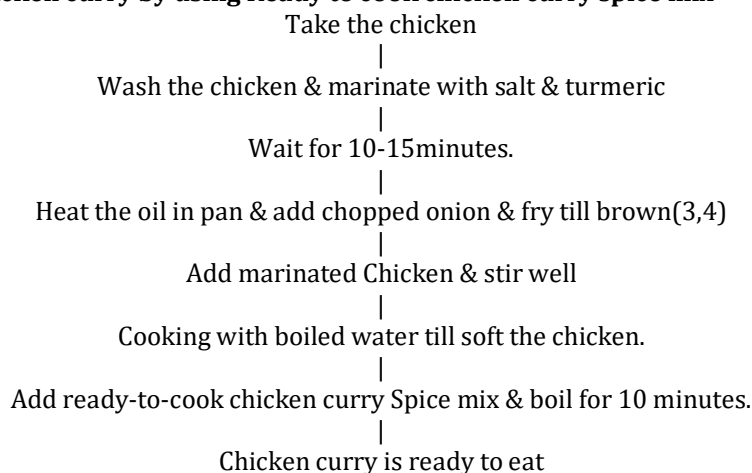 Take the chicken
|
Wash the chicken & marinate with salt & turmeric
|
Wait for 10-15minutes.
|
Heat the oil in pan & add chopped onion & fry till brown(3,4)
|
Add marinated Chicken & stir well
|
Cooking with boiled water till soft the chicken.
|
Add ready-to-cook chicken curry Spice mix & boil for 10 minutes.
|
Chicken curry is ready to eat